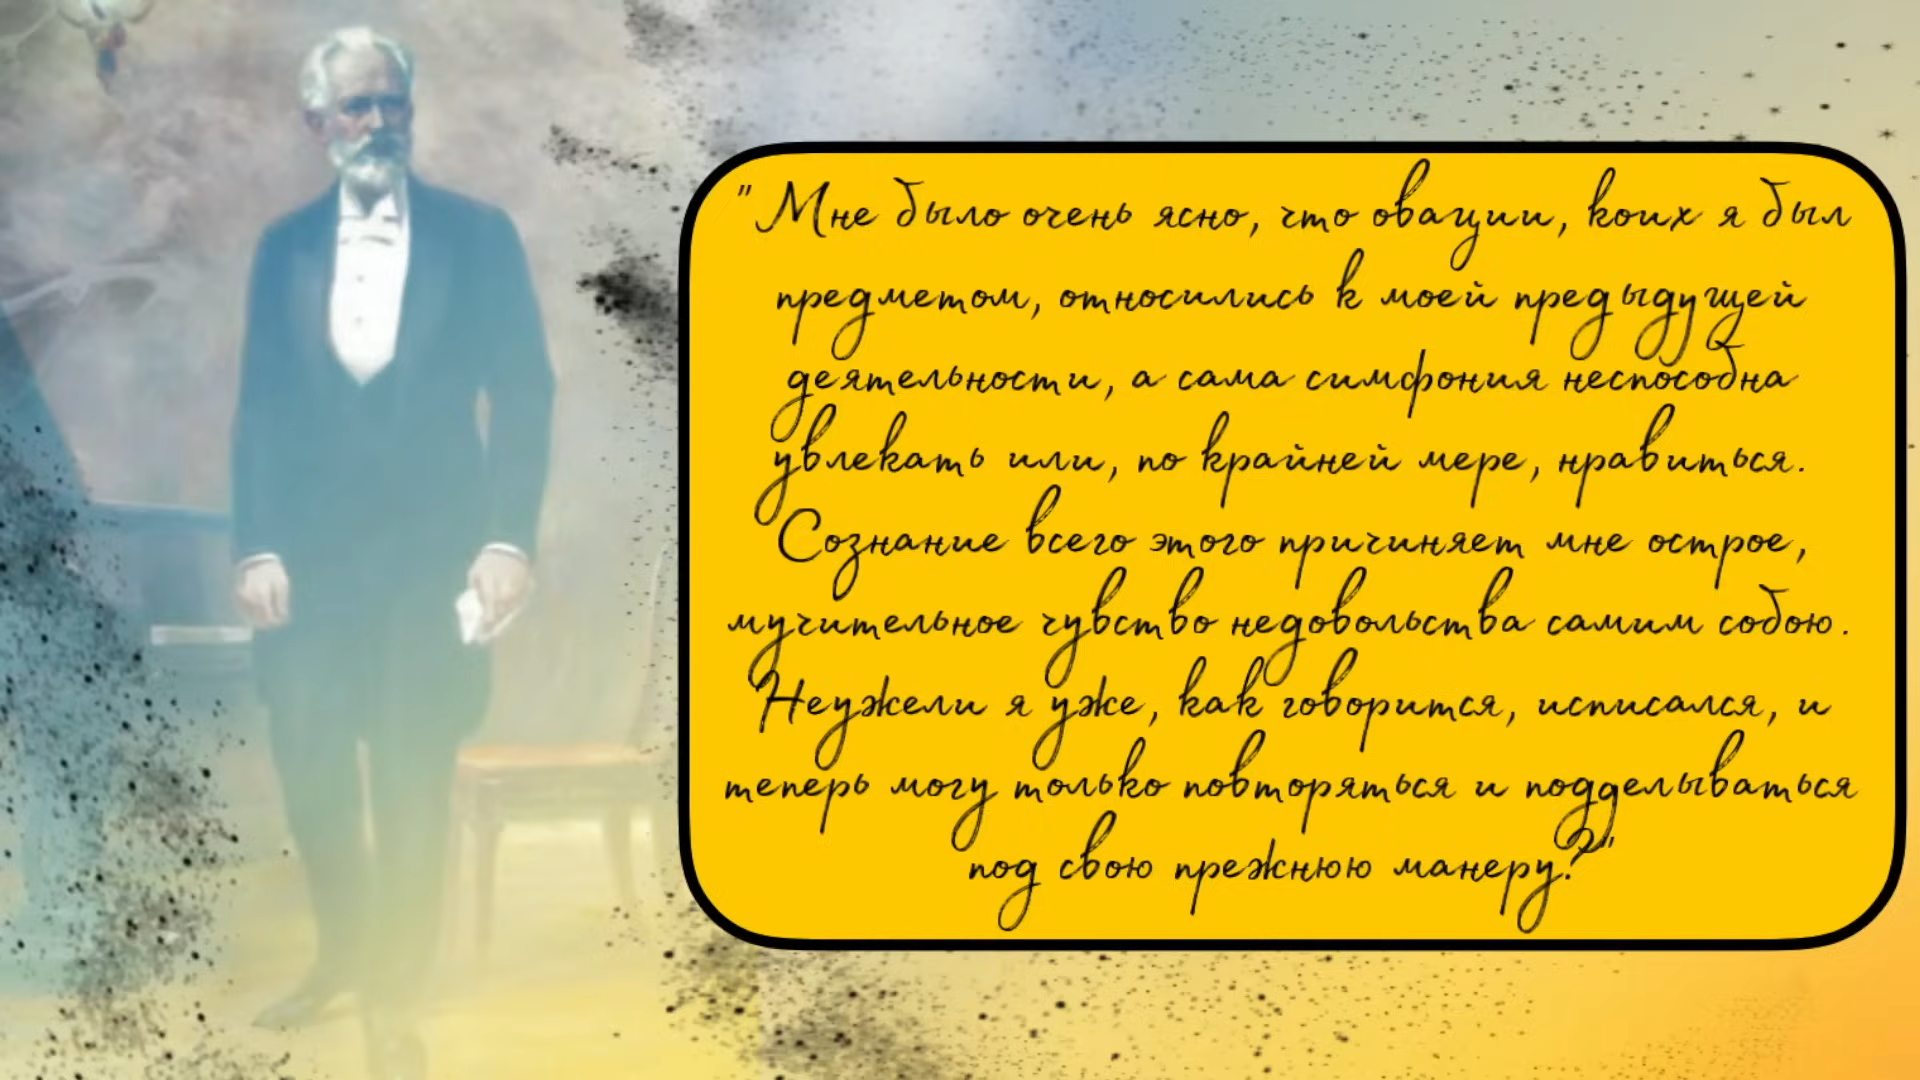 "Мне было очень ясно, что овации, коих я был
предметом, относились к моей предыдущей
деятельности, а сама симфония неспособна
увлекать или, по крайней мере, нравиться.
Сознание всего этого причиняет мне острое,
мучительное чувство недовольства самим собою.
Неужели я уже, как говорится, исписался, и
теперь могу только повторяться и подделываться
под свою прежнюю манеру?"